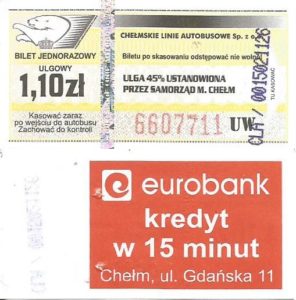 CHEŁMSKIE LINIE AUTOBUSOWE Sp. z o.
BILET JEDNORAZOWY
ULGOWY
1,10zł
Kasować zaraz
po wejściu do autobusu
Zachować do kontroli
Biletu po skasowaniu odstępować nie wolno
ULGA 45% USTANOWIONA
PRZEZ SAMORZĄD M. CHEŁM
6607711 UW
TU KASOWAĆ
e eurobank
kredyt
w 15 minut
Chełm, ul. Gdańska 11